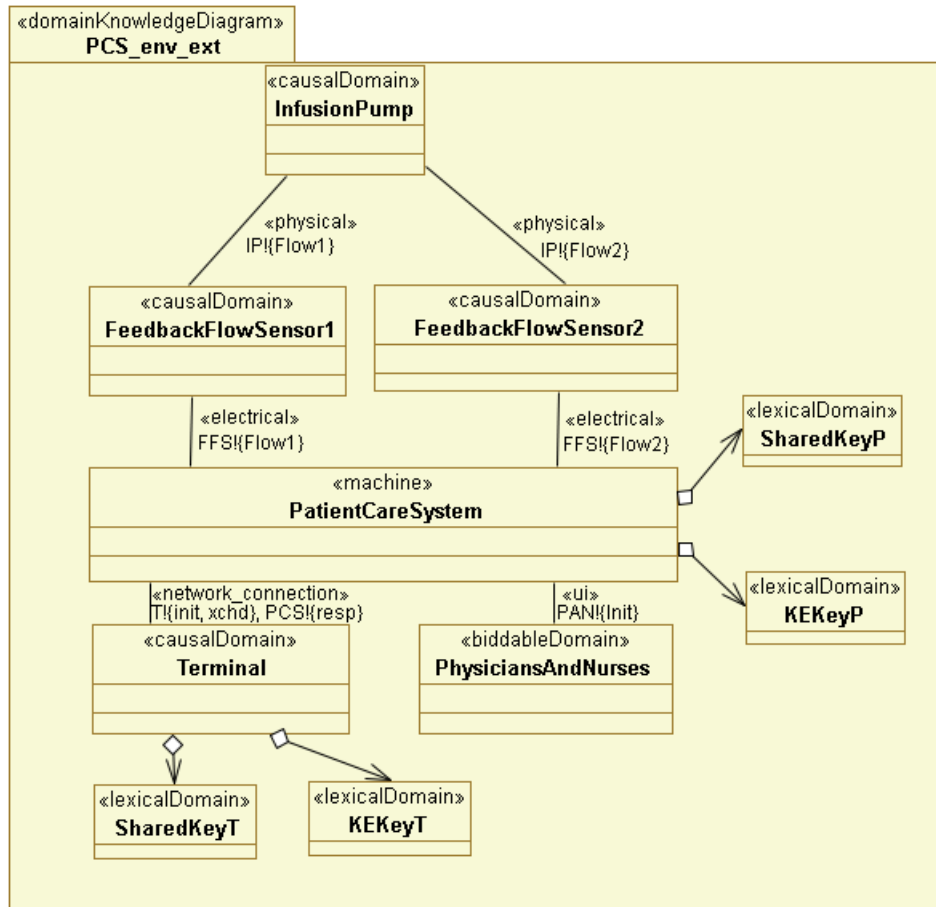 «domainKnowledgeDiagram»
PCS_env_ext
«causalDomain»
InfusionPump
«physical»
IP!{Flow1}
«physical»
IP!{Flow2}
«causalDomain»
FeedbackFlowSensor1
«causalDomain»
FeedbackFlowSensor2
«electrical»
FFS!{Flow1}
«electrical»
FFS!{Flow2}
«lexicalDomain»
SharedKeyP
«machine»
PatientCareSystem
«lexicalDomain»
KEKeyP
«network_connection»
T!{init, xchd}, PCS!{resp}
«ui»
PAN!{Init}
«causalDomain»
Terminal
«biddableDomain»
PhysiciansAndNurses
«lexicalDomain»
SharedKeyT
«lexicalDomain»
KEKeyT